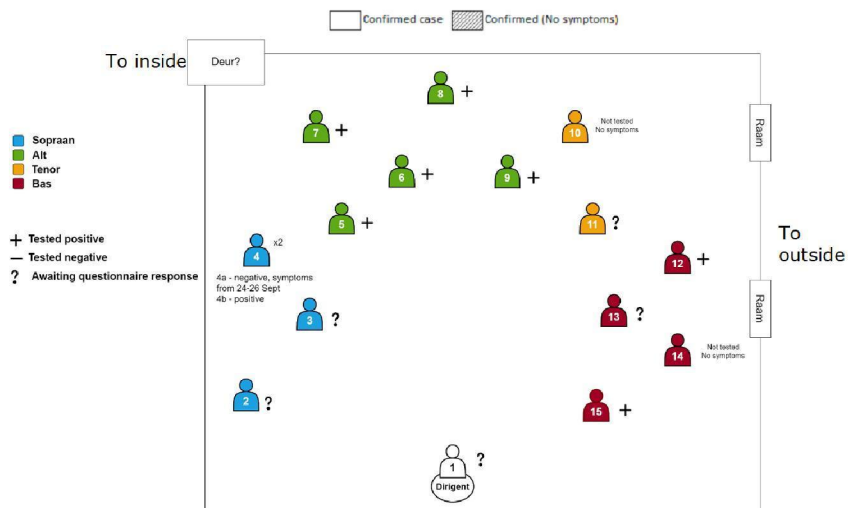 Confirmed case
Confirmed (No symptoms)
To inside
Deur?
8 +
7 +
10
Not tested
No symptoms
Raam
Sopraan
Alt
Tenor
Bas
6 +
9 +
5 +
11 ?
To
outside
+ Tested positive
− Tested negative
? Awaiting questionnaire response
4
x2
12 +
4a - negative, symptoms
from 24-26 Sept
4b - positive
Raam
3 ?
13 ?
14
Not tested
No symptoms
2 ?
15 +
1 ?
Dirigent